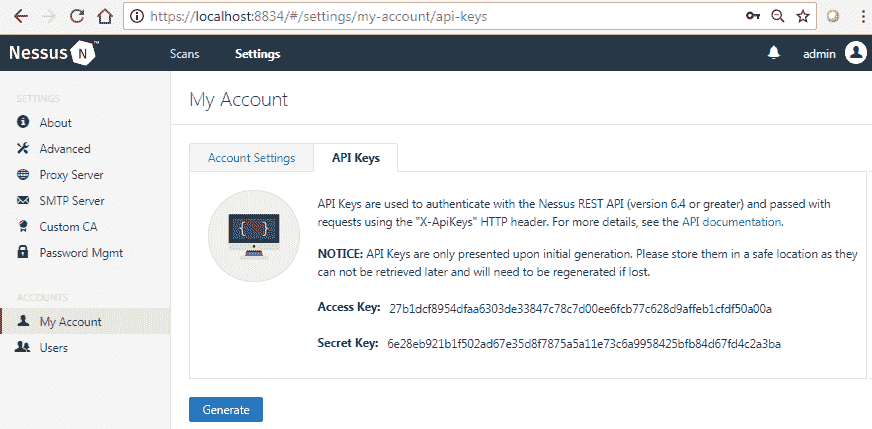 https://localhost:8834/#/settings/my-account/api-keys
Nessus N ™ Scans Settings admin
SETTINGS
About
Advanced
Proxy Server
SMTP Server
Custom CA
Password Mgmt
ACCOUNTS
My Account
Users
My Account
Account Settings API Keys
API Keys are used to authenticate with the Nessus REST API (version 6.4 or greater) and passed with
requests using the "X-ApiKeys" HTTP header. For more details, see the API documentation.
NOTICE: API Keys are only presented upon initial generation. Please store them in a safe location as they
can not be retrieved later and will need to be regenerated if lost.
Access Key: 27b1dcf8954dfaa6303de33847c78c7d00ee6fcb77c628d9affeb1cfdf50a00a
Secret Key: 6e28eb921b1f502ad67e35d8f7875a5a11e73c6a9958425bfb84d67fd4c2a3ba
Generate